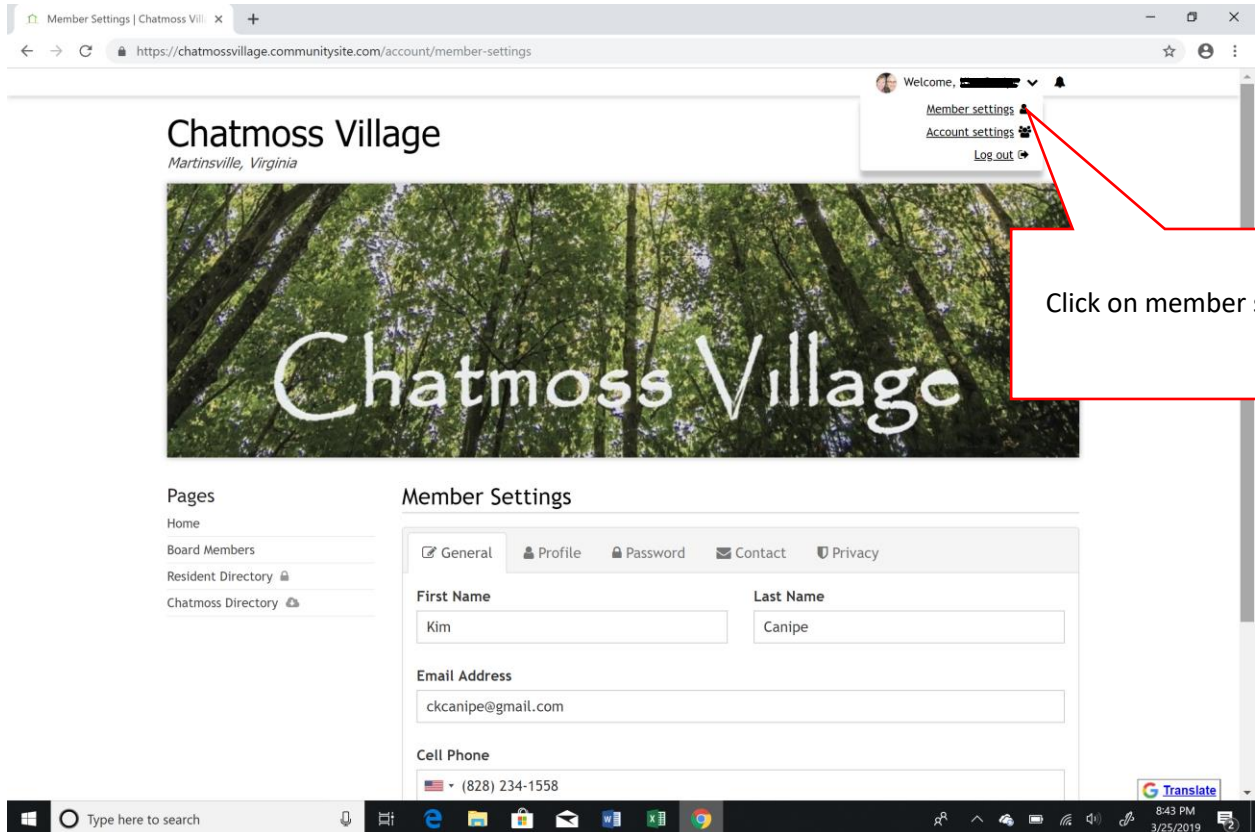 Member Settings | Chatmoss Vill
https://chatmossvillage.communitysite.com/account/member-settings
Welcome,
Member settings
Account settings
Log out
Chatmoss Village
Martinsville, Virginia
Click on member
Chatmoss Village
Pages
Home
Board Members
Resident Directory
Chatmoss Directory
Member Settings
General Profile Password Contact Privacy
First Name Last Name
Kim Canipe
Email Address
ckcanipe@gmail.com
Cell Phone
(828) 234-1558
G Translate
Type here to search
8:43 PM
3/25/2019
2